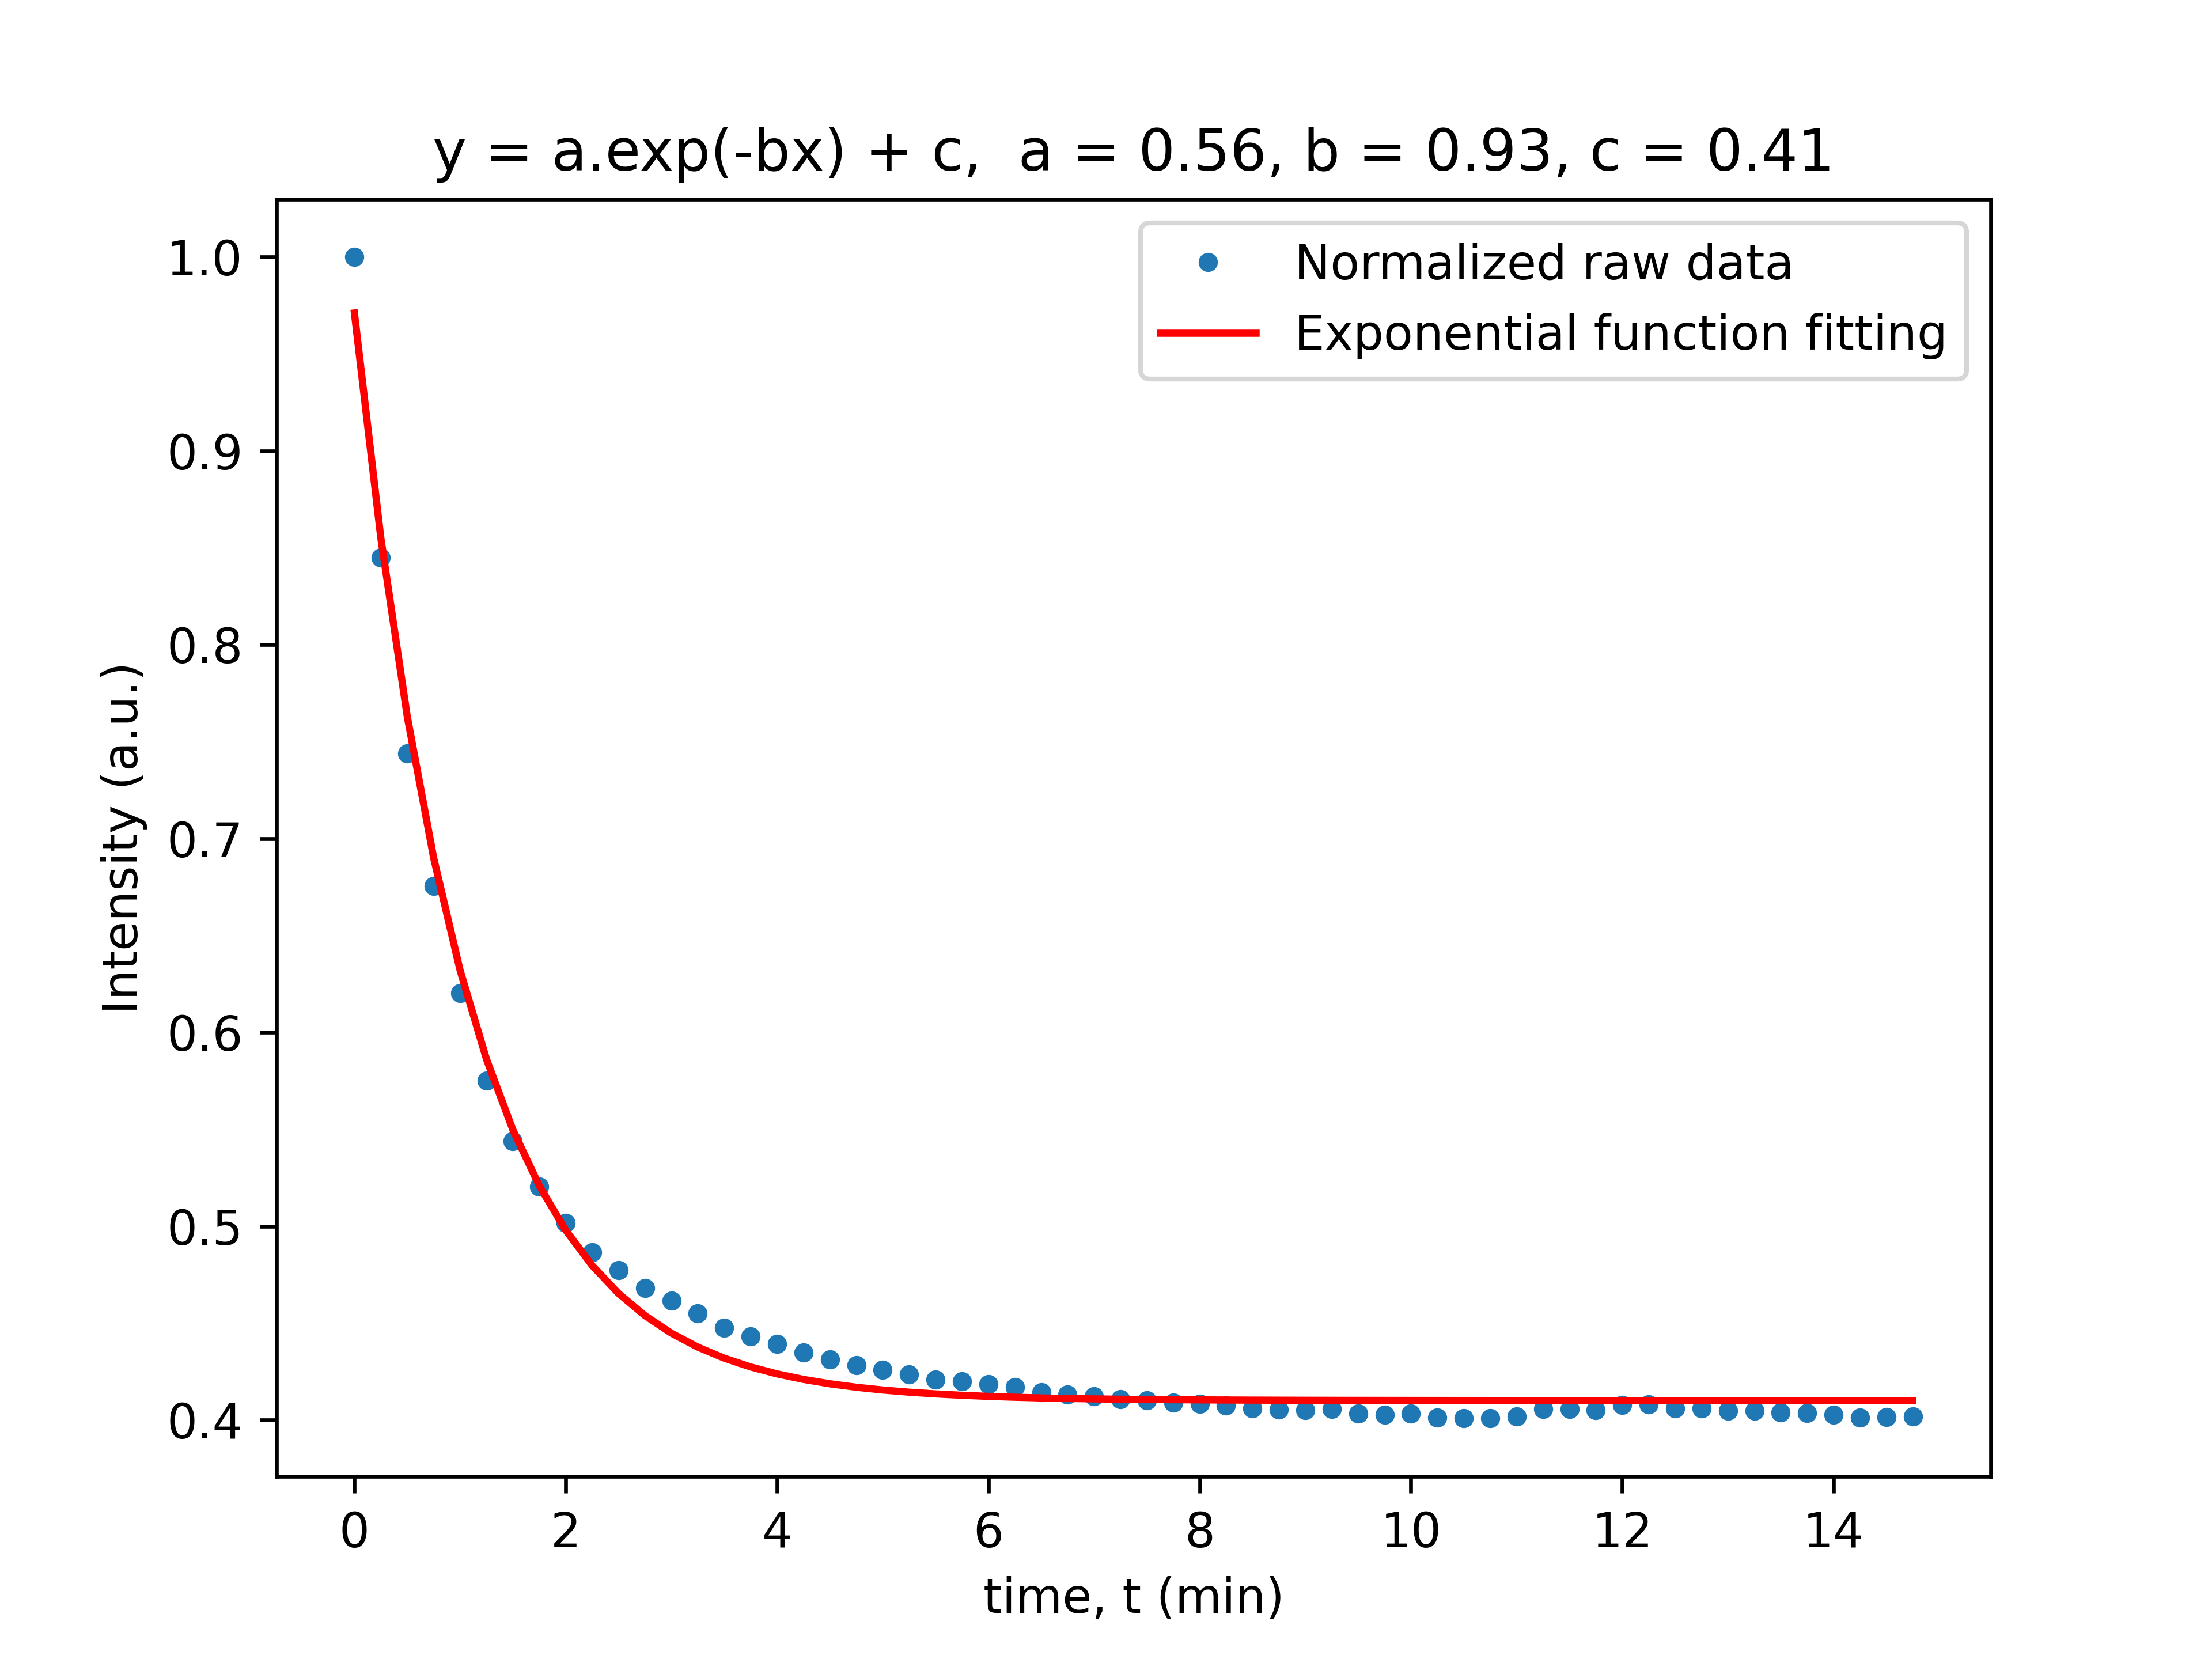 y = a.exp(-bx) + c,  a = 0.56, b = 0.93, c = 0.41
Normalized raw data
Exponential function fitting
1.0
0.9
0.8
0.7
0.6
0.5
0.4
Intensity (a.u.)
0 2 4 6 8 10 12 14
time, t (min)